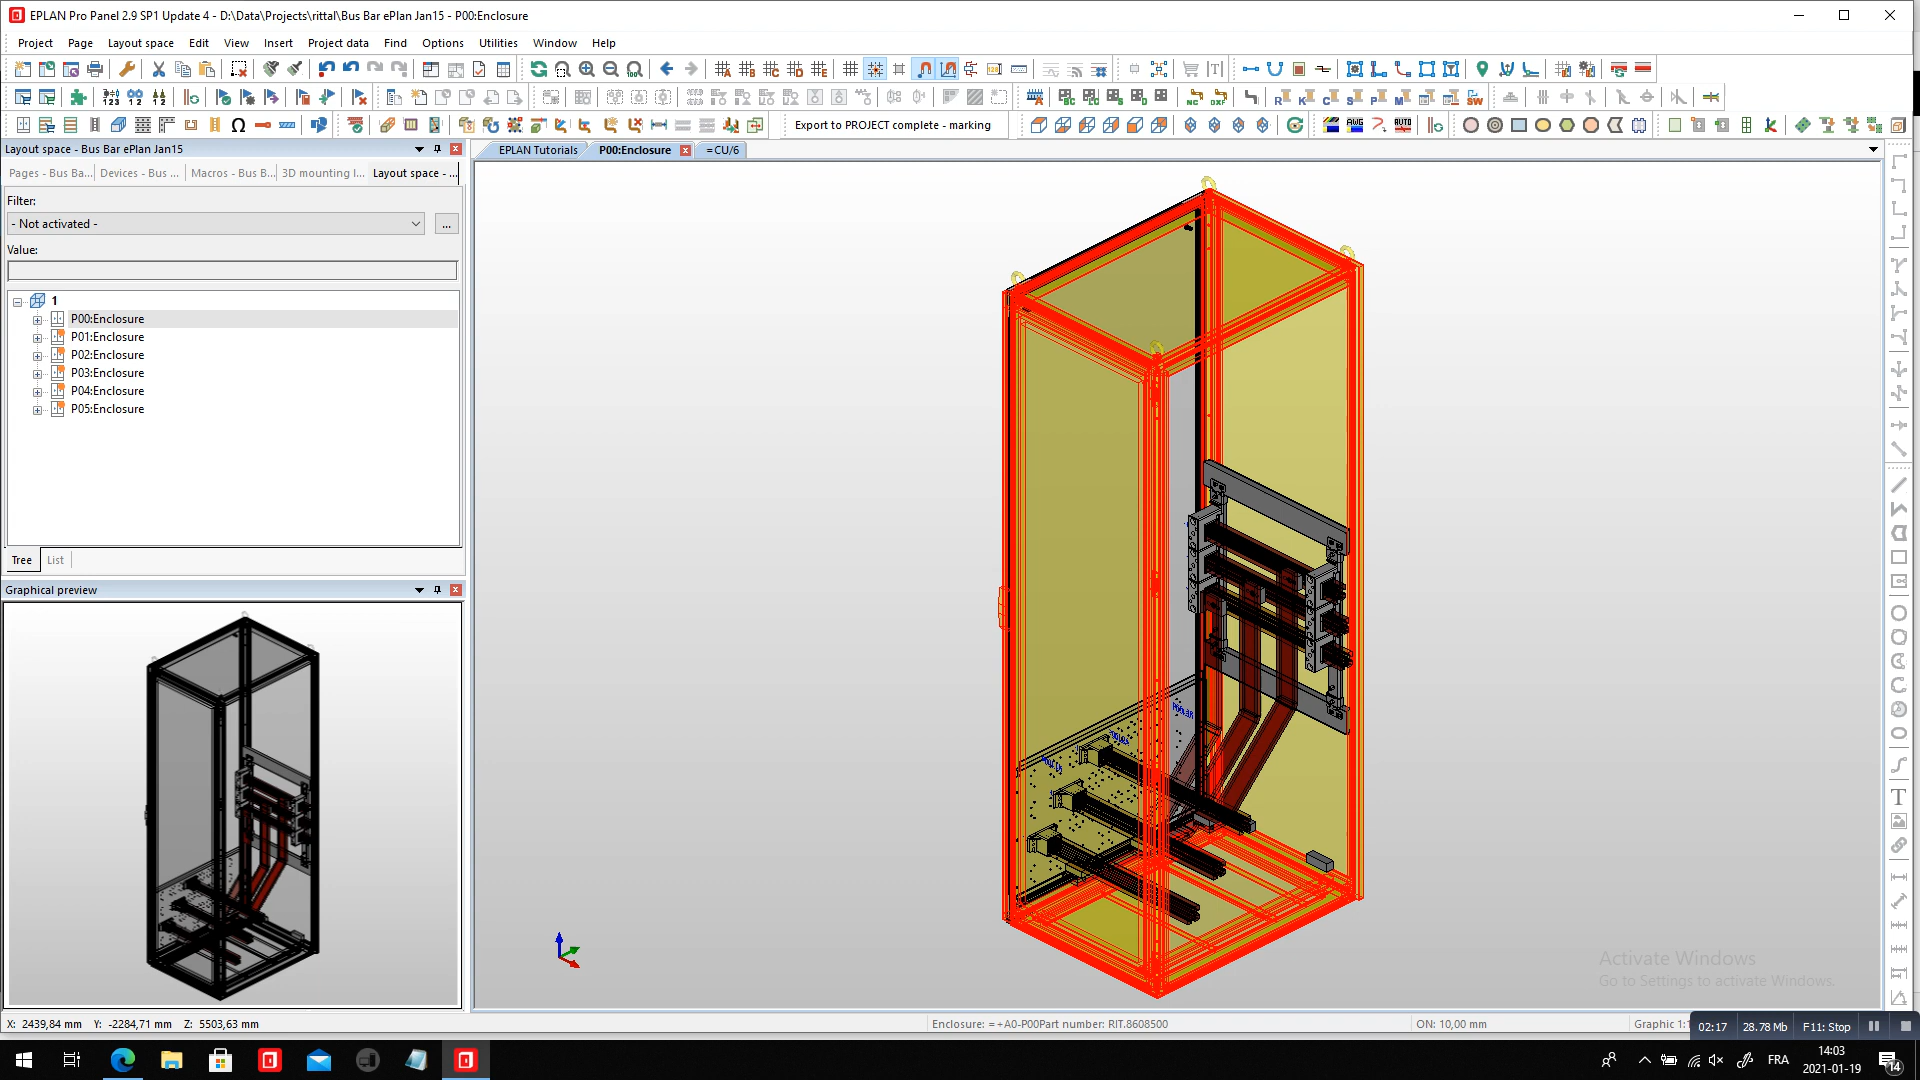 EPLAN Pro Panel 2.9 SP1 Update 4 - D:\Data\Projects\rittal\Bus Bar ePlan Jan15 - P00:Enclosure
Project Page Layout space Edit View Insert Project data Find Options Utilities Window Help
Export to PROJECT complete - marking
Layout space - Bus Bar ePlan Jan15
EPLAN Tutorials P00:Enclosure =CU/6
Pages - Bus Ba... Devices - Bus ... Macros - Bus B... 3D mounting l... Layout space - ...
Filter:
- Not activated -
...
Value:
1
P00:Enclosure
P01:Enclosure
P02:Enclosure
P03:Enclosure
P04:Enclosure
P05:Enclosure
Tree List
Graphical preview
Activate Windows
Go to Settings to activate Windows.
X: 2439,84 mm Y: -2284,71 mm Z: 5503,63 mm
Enclosure: =+A0-P00Part number: RIT.8608500
ON: 10,00 mm
Graphic 1:1
02:17 28.78 Mb F11: Stop
FRA
14:03
2021-01-19
14